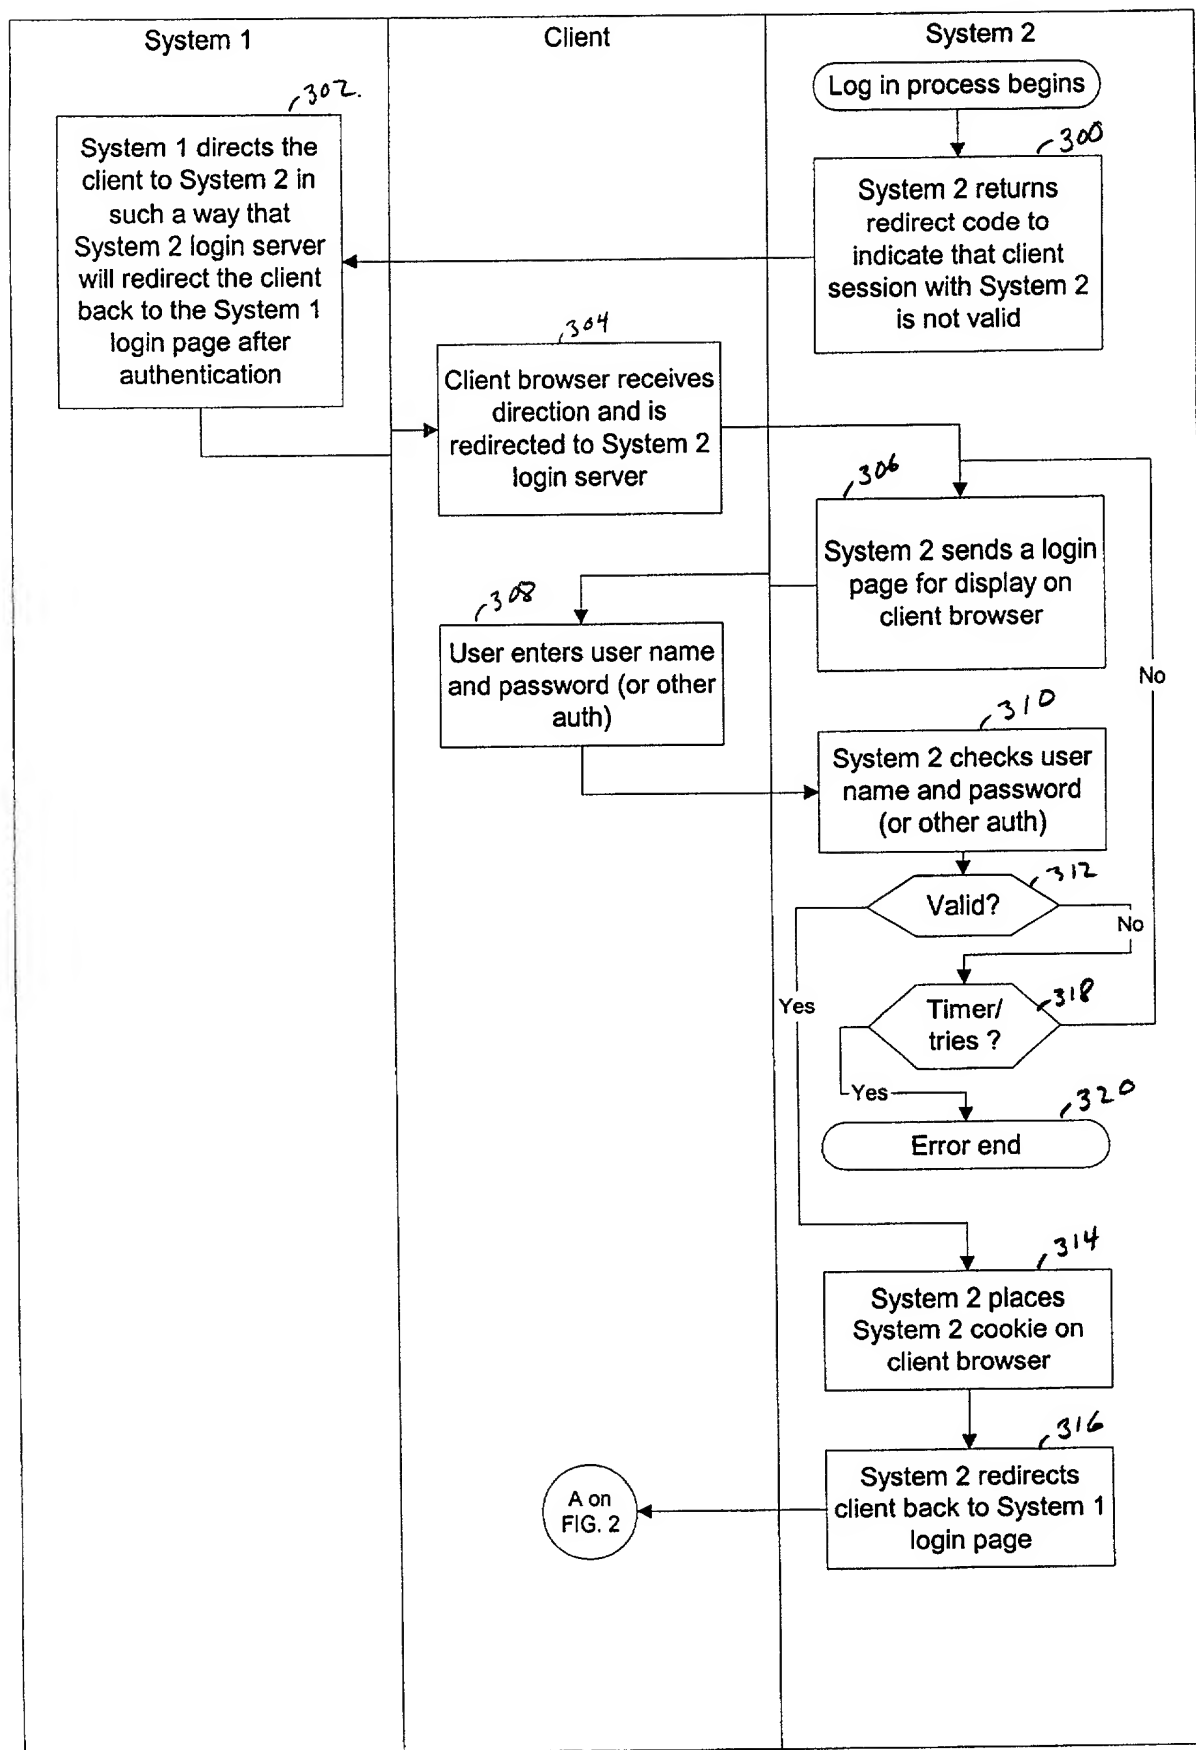 System 1
Client
System 2
Log in process begins
302.
System 1 directs the
client to System 2 in
such a way that
System 2 login server
will redirect the client
back to the System 1
login page after
authentication
300
System 2 returns
redirect code to
indicate that client
session with System 2
is not valid
304
Client browser receives
direction and is
redirected to System 2
login server
306
System 2 sends a login
page for display on
client browser
308
User enters user name
and password (or other
auth)
No
310
System 2 checks user
name and password
(or other auth)
312
Valid?
No
Yes
318
Timer/
tries ?
Yes
320
Error end
314
System 2 places
System 2 cookie on
client browser
316
System 2 redirects
client back to System 1
login page
A on
FIG. 2